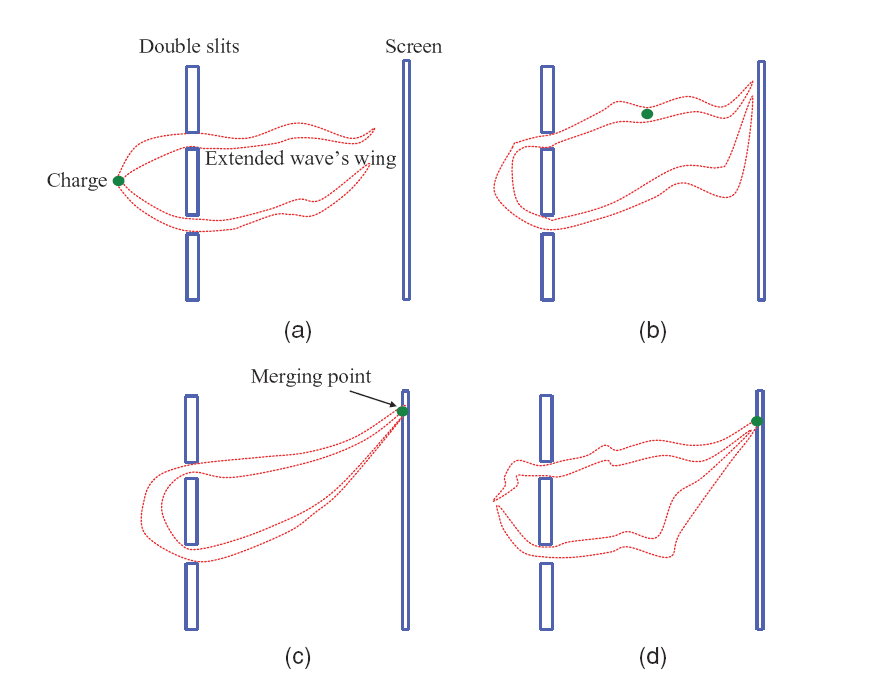 Double slits
Screen
Extended wave's wing
Charge
(a)
(b)
Merging point
(c)
(d)